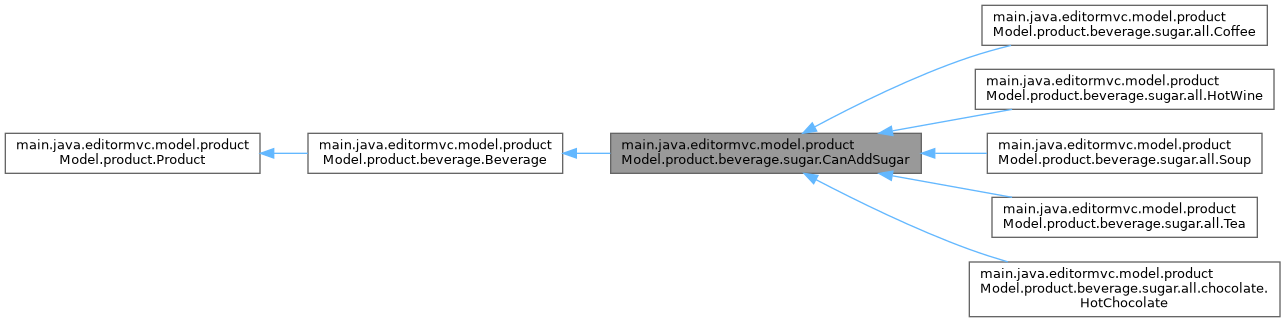 main.java.editormvc.model.product
Model.product.Product
main.java.editormvc.model.product
Model.product.beverage.Beverage
main.java.editormvc.model.product
Model.product.beverage.sugar.CanAddSugar
main.java.editormvc.model.product
Model.product.beverage.sugar.all.Coffee
main.java.editormvc.model.product
Model.product.beverage.sugar.all.HotWine
main.java.editormvc.model.product
Model.product.beverage.sugar.all.Soup
main.java.editormvc.model.product
Model.product.beverage.sugar.all.Tea
main.java.editormvc.model.product
Model.product.beverage.sugar.all.chocolate.
HotChocolate